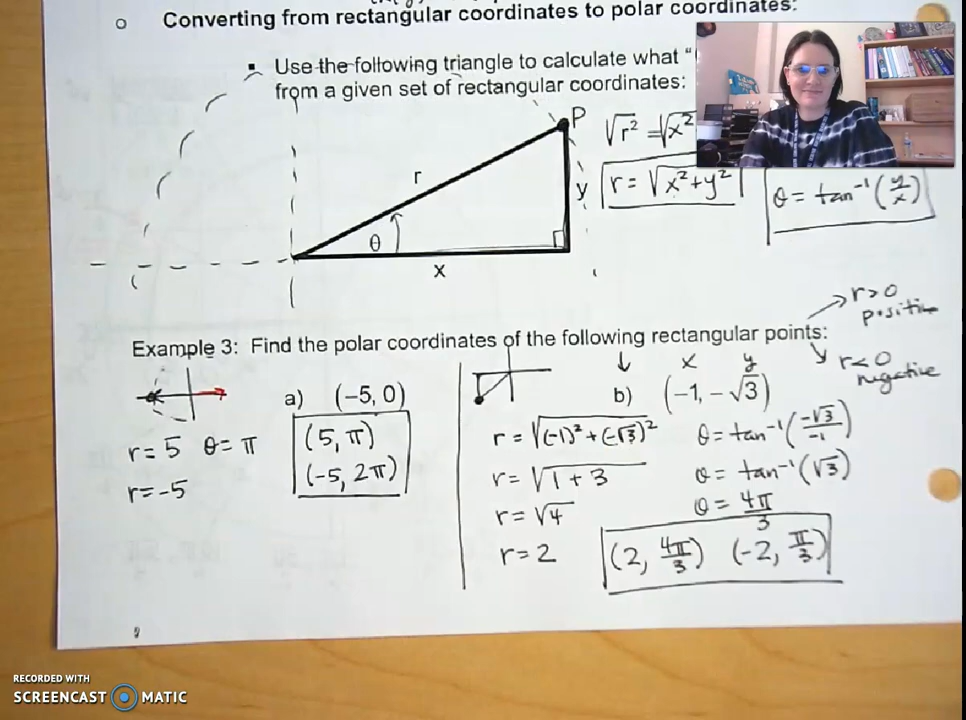 o Converting from rectangular coordinates to polar coordinates:
▪ Use the following triangle to calculate what "
from a given set of rectangular coordinates:
P
r
y
θ
x
√r² = √x²
r = √x²+y²
θ = tan⁻¹(y/x)
r>0
positive
Example 3: Find the polar coordinates of the following rectangular points:
r<0
negative
a) (-5, 0)
r = 5 θ = π
r = -5
(5, π)
(-5, 2π)
x y
b) (-1, -√3)
r = √(-1)² + (-√3)²
r = √1 + 3
r = √4
r = 2
θ = tan⁻¹(-√3/-1)
θ = tan⁻¹(√3)
θ = 4π/3
(2, 4π/3) (-2, π/3)
RECORDED WITH
SCREENCAST MATIC